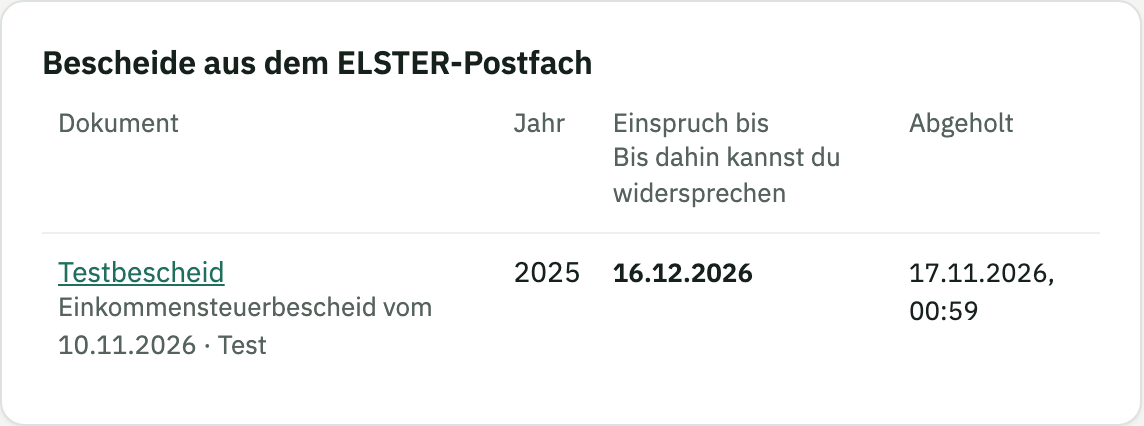 Bescheide aus dem ELSTER-Postfach
Dokument Jahr Einspruch bis Abgeholt
Bis dahin kannst du
widersprechen
Testbescheid 2025 16.12.2026 17.11.2026,
Einkommensteuerbescheid vom 00:59
10.11.2026 · Test